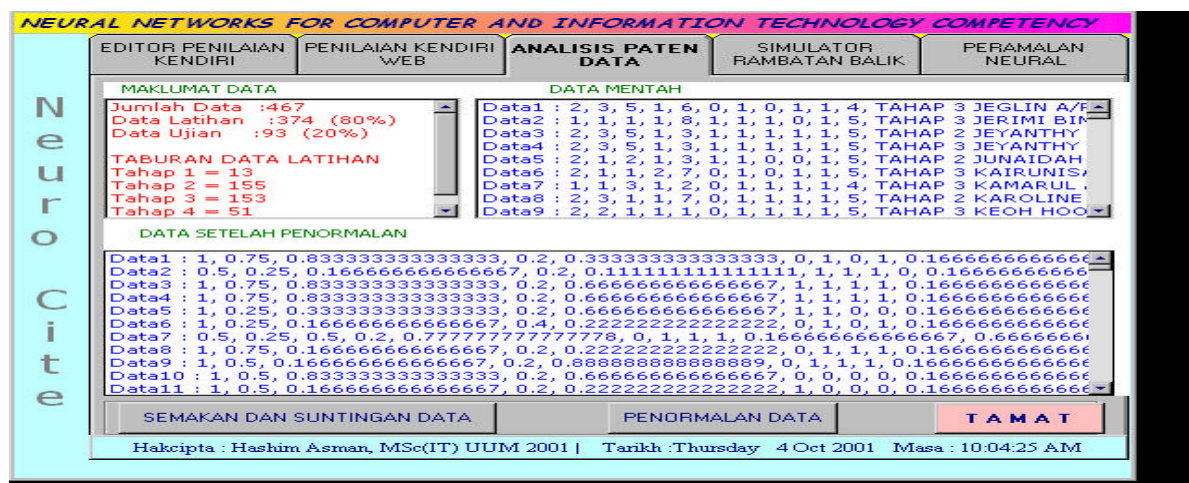 NEURAL NETWORKS FOR COMPUTER AND INFORMATION TECHNOLOGY COMPETENCY
EDITOR PENILAIAN KENDIRI
PENILAIAN KENDIRI WEB
ANALISIS PATEN DATA
SIMULATOR RAMBATAN BALIK
PERAMALAN NEURAL
Neuro Cite
MAKLUMAT DATA
Jumlah Data :467
Data Latihan :374 (80%)
Data Ujian :93 (20%)
TABURAN DATA LATIHAN
Tahap 1 = 13
Tahap 2 = 155
Tahap 3 = 153
Tahap 4 = 51
DATA MENTAH
Data1 : 2, 3, 5, 1, 6, 0, 1, 0, 1, 1, 4, TAHAP 3 JEGLIN A/P
Data2 : 1, 1, 1, 1, 8, 1, 1, 1, 0, 1, 5, TAHAP 3 JERIMI BIN
Data3 : 2, 3, 5, 1, 3, 1, 1, 1, 1, 1, 5, TAHAP 2 JEYANTHY
Data4 : 2, 3, 5, 1, 3, 1, 1, 1, 1, 1, 5, TAHAP 3 JEYANTHY
Data5 : 2, 1, 2, 1, 3, 1, 1, 0, 0, 1, 5, TAHAP 2 JUNAIDAH
Data6 : 2, 1, 1, 2, 7, 0, 1, 0, 1, 1, 5, TAHAP 3 KAIRUNIS
Data7 : 1, 1, 3, 1, 2, 0, 1, 1, 1, 1, 4, TAHAP 3 KAMARUL
Data8 : 2, 3, 1, 1, 7, 0, 1, 1, 1, 1, 5, TAHAP 2 KAROLINE
Data9 : 2, 2, 1, 1, 1, 0, 1, 1, 1, 1, 5, TAHAP 3 KEOH HOO
DATA SETELAH PENORMALAN
Data1 : 1, 0.75, 0.833333333333333, 0.2, 0.333333333333333, 0, 1, 0, 1, 0.1666666666666
Data2 : 0.5, 0.25, 0.166666666666667, 0.2, 0.111111111111111, 1, 1, 1, 0, 0.16666666666666
Data3 : 1, 0.75, 0.833333333333333, 0.2, 0.666666666666667, 1, 1, 1, 1, 0.1666666666666
Data4 : 1, 0.75, 0.833333333333333, 0.2, 0.666666666666667, 1, 1, 1, 1, 0.1666666666666
Data5 : 1, 0.25, 0.333333333333333, 0.2, 0.666666666666667, 1, 1, 0, 0, 0.1666666666666
Data6 : 1, 0.25, 0.166666666666667, 0.4, 0.222222222222222, 0, 1, 0, 1, 0.1666666666666
Data7 : 0.5, 0.25, 0.5, 0.2, 0.777777777777778, 0, 1, 1, 1, 0.166666666666667, 0.666666
Data8 : 1, 0.75, 0.166666666666667, 0.2, 0.222222222222222, 0, 1, 1, 1, 0.1666666666666
Data9 : 1, 0.5, 0.166666666666667, 0.2, 0.888888888888889, 0, 1, 1, 1, 0.16666666666666
Data10 : 1, 0.5, 0.833333333333333, 0.2, 0.666666666666667, 0, 0, 0, 0, 0.166666666666
Data11 : 1, 0.5, 0.166666666666667, 0.2, 0.222222222222222, 1, 0, 0, 0, 0.166666666666
SEMAKAN DAN SUNTINGAN DATA
PENORMALAN DATA
TAMAT
Hakcipta : Hashim Asman, MSc(IT) UUM 2001 | Tarikh :Thursday 4 Oct 2001 Masa : 10:04:25 AM